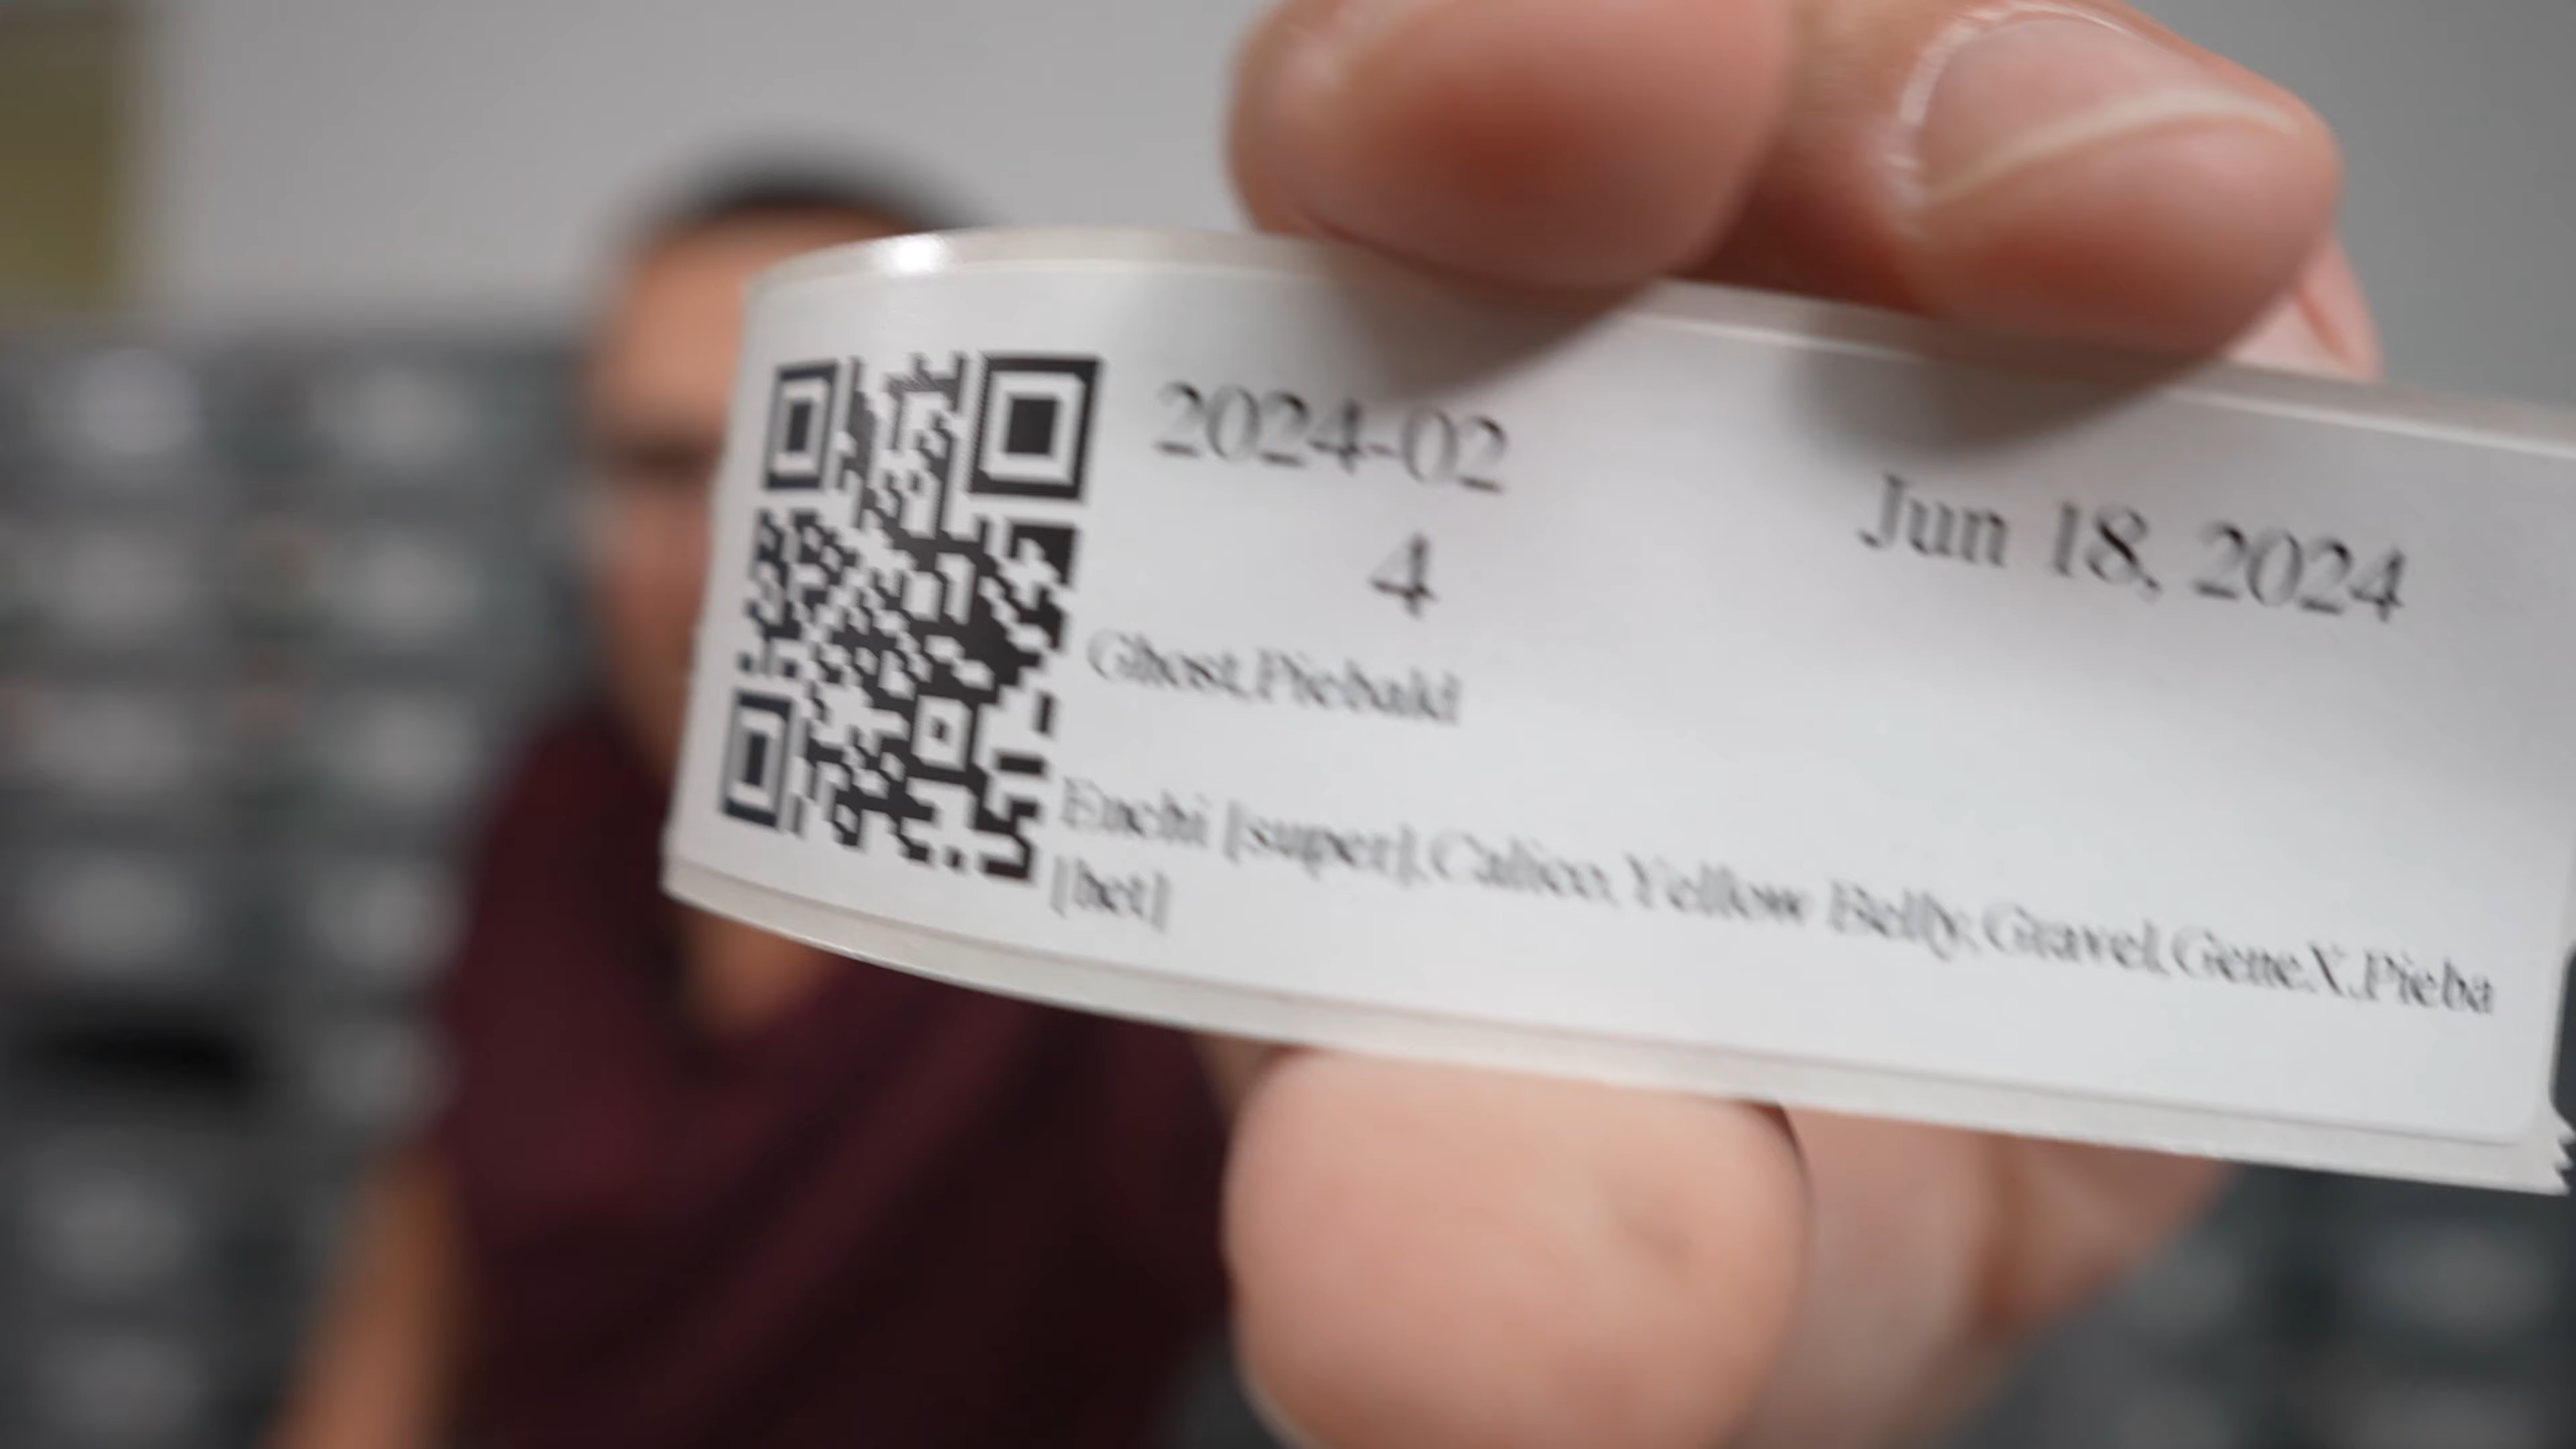 2024-02
Jun 18, 2024
4
Ghost,Piebald
Enchi [super],Calico,Yellow Belly,Gravel,GeneX,Pieba
[het]